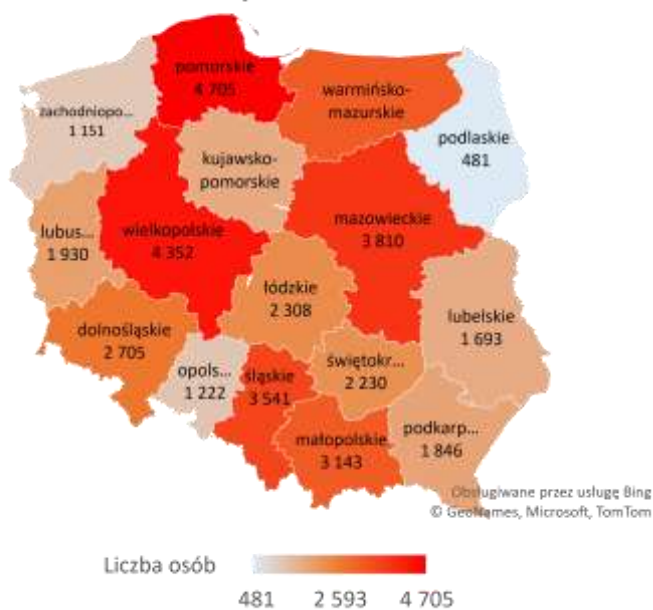 pomorskie
4 705
warmińsko-
mazurskie
zachodniopo...
1 151
podlaskie
481
kujawsko-
pomorskie
mazowieckie
3 810
lubus...
1 930
wielkopolskie
4 352
łódzkie
2 308
lubelskie
1 693
dolnośląskie
2 705
opols...
1 222
śląskie
3 541
świętokr...
2 230
małopolskie
3 143
podkarp...
1 846
Obsługiwane przez usługę Bing
© GeoNames, Microsoft, TomTom
Liczba osób
481 2 593 4 705